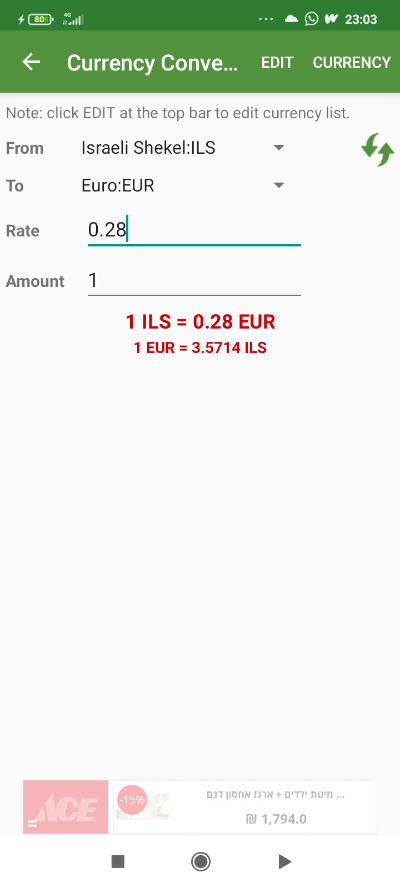 80 4G 23:03
Currency Conve... EDIT CURRENCY
Note: click EDIT at the top bar to edit currency list.
From Israeli Shekel:ILS
To Euro:EUR
Rate 0.28
Amount 1
1 ILS = 0.28 EUR
1 EUR = 3.5714 ILS
ACE
-15%
מיטת ילדים + ארגז אחסון דגם ...
₪ 1,794.0